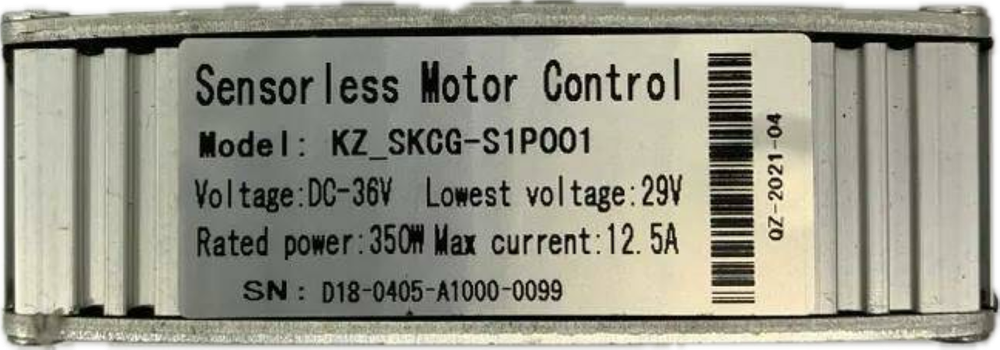 Sensorless Motor Control
Model: KZ_SKCG-S1P001
Voltage:DC-36V Lowest voltage:29V
Rated power:350W Max current:12.5A
SN: D18-0405-A1000-0099
QZ-2021-04